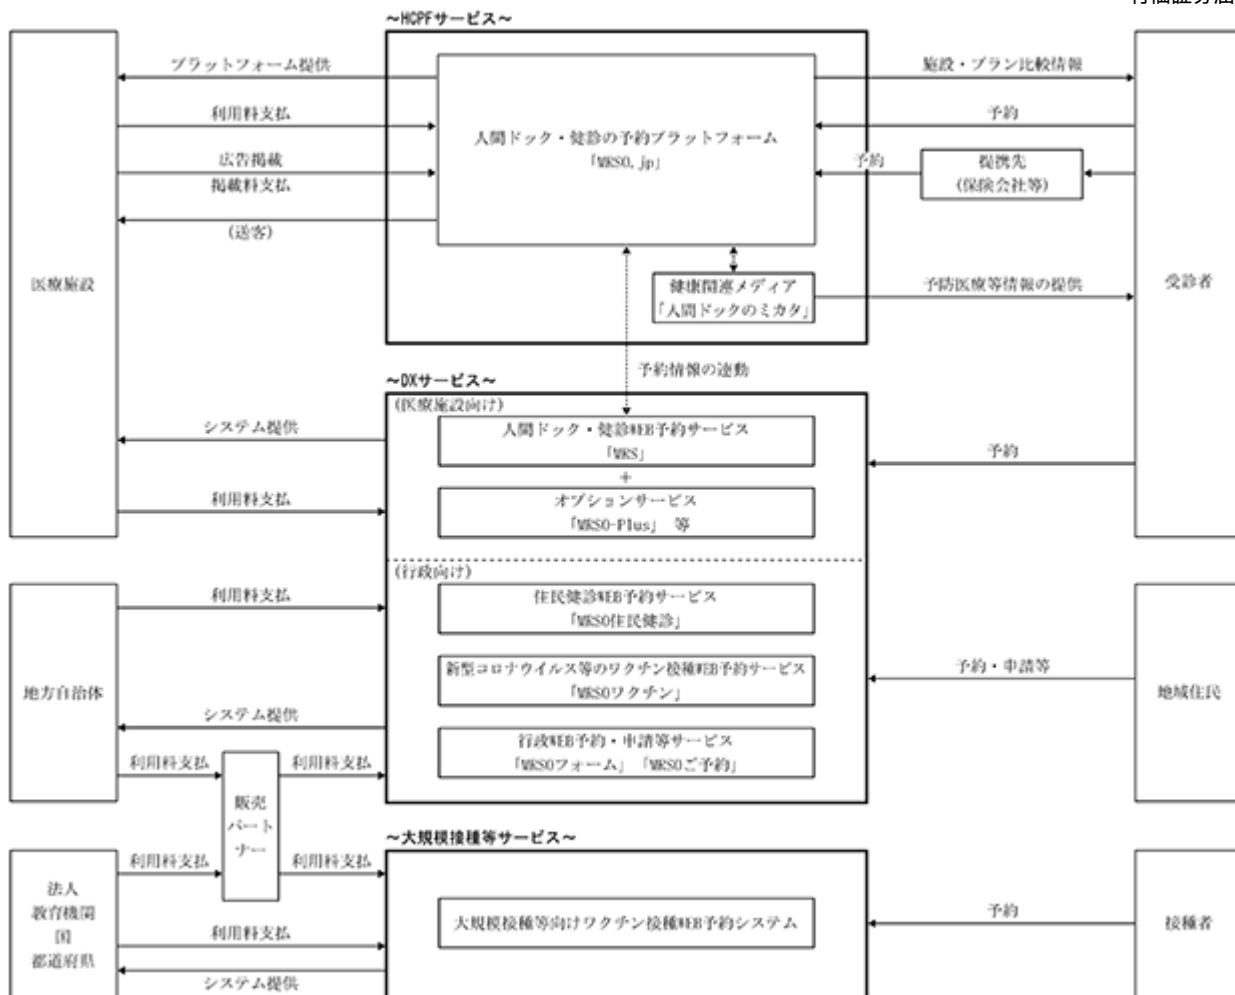 ～HCPFサービス～
プラットフォーム提供
利用料支払
広告掲載
掲載料支払
(送客)
医療施設
人間ドック・健診の予約プラットフォーム
「MRSO.jp」
健康関連メディア
「人間ドックのミカタ」
施設・プラン比較情報
予約
予約
提携先
(保険会社等)
予防医療等情報の提供
受診者
予約情報の連動
～DXサービス～
(医療施設向け)
システム提供
利用料支払
人間ドック・健診WEB予約サービス
「MRS」
+
オプションサービス
「MRSO-Plus」 等
予約
(行政向け)
利用料支払
地方自治体
システム提供
利用料支払
利用料支払
住民健診WEB予約サービス
「MRSO住民健診」
新型コロナウイルス等のワクチン接種WEB予約サービス
「MRSOワクチン」
行政WEB予約・申請等サービス
「MRSOフォーム」「MRSOご予約」
予約・申請等
地域住民
販売
パート
ナー
～大規模接種等サービス～
利用料支払
利用料支払
法人
教育機関
国
都道府県
利用料支払
システム提供
大規模接種等向けワクチン接種WEB予約システム
予約
接種者